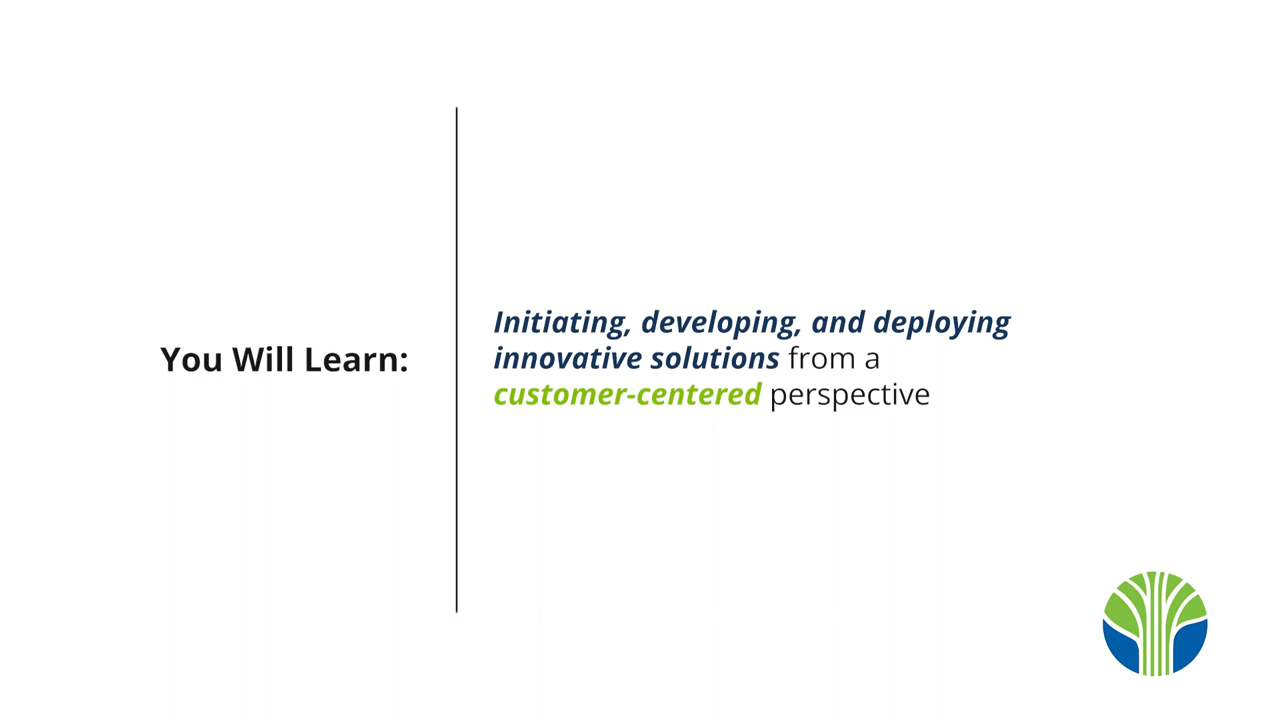 You Will Learn:
Initiating, developing, and deploying
innovative solutions from a
customer-centered perspective